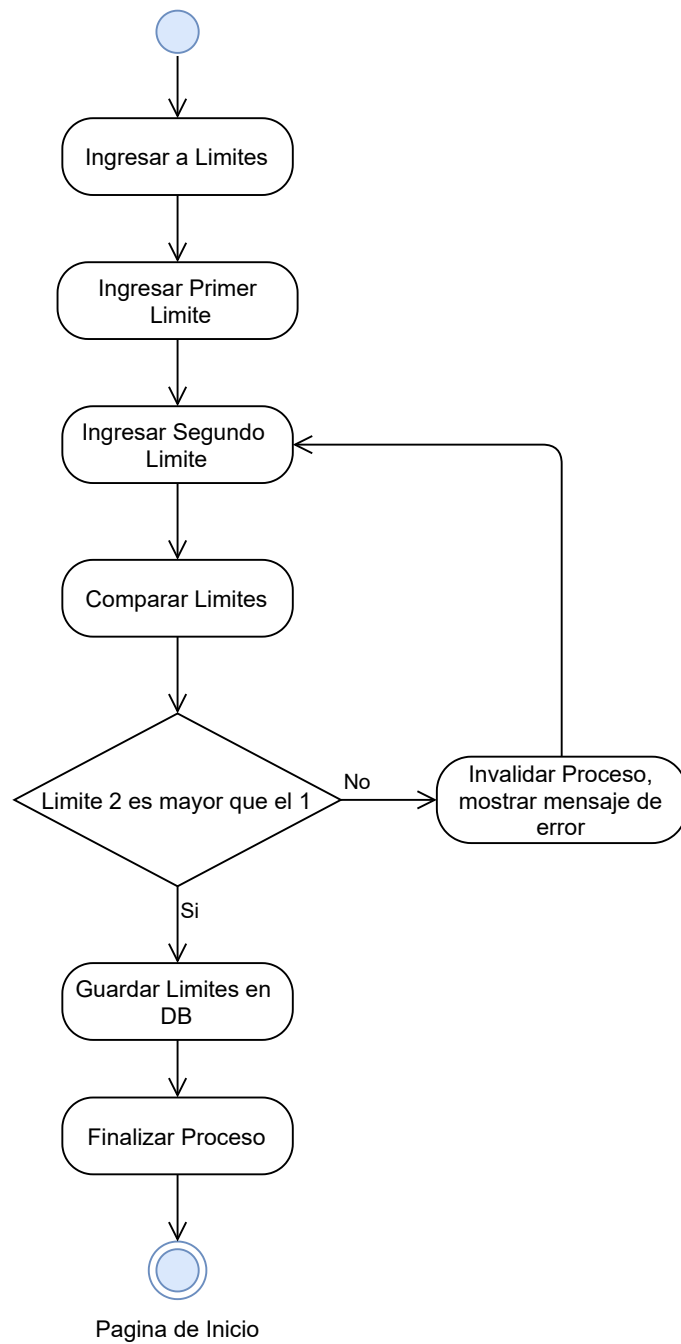 Ingresar a Limites
Ingresar Primer
Limite
Ingresar Segundo
Limite
Comparar Limites
Limite 2 es mayor que el 1
No
Invalidar Proceso,
mostrar mensaje de
error
Si
Guardar Limites en
DB
Finalizar Proceso
Pagina de Inicio